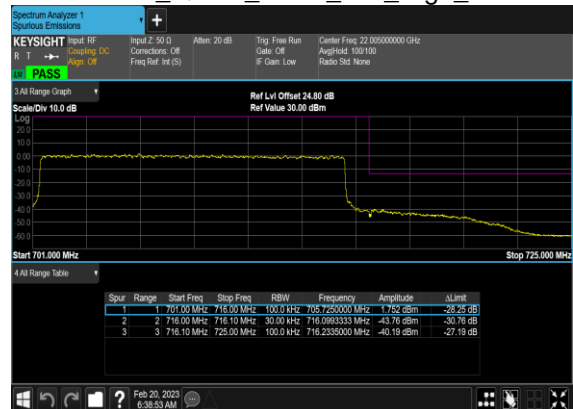 Spectrum Analyzer 1
Spurious Emissions
+
KEYSIGHT Input: RF
R T
Coupling: DC
Align: Off
Input Z: 50 Ω
Corrections: Off
Freq Ref: Int (S)
Atten: 20 dB
Trig: Free Run
Gate: Off
IF Gain: Low
Center Freq: 22.005000000 GHz
Avg|Hold: 100/100
Radio Std: None
PASS
3 All Range Graph
Scale/Div 10.0 dB
Ref Lvl Offset 24.80 dB
Ref Value 30.00 dBm
Log
20.0
10.0
0.00
-10.0
-20.0
-30.0
-40.0
-50.0
-60.0
Start 701.000 MHz
Stop 725.000 MHz
4 All Range Table
Spur Range Start Freq Stop Freq RBW Frequency Amplitude ΔLimit
1 1 701.00 MHz 716.00 MHz 100.0 kHz 705.7250000 MHz 1.752 dBm -28.25 dB
2 2 716.00 MHz 716.10 MHz 30.00 kHz 716.0993333 MHz -43.76 dBm -30.76 dB
3 3 716.10 MHz 725.00 MHz 100.0 kHz 716.2335000 MHz -40.19 dBm -27.19 dB
?
Feb 20, 2023
6:38:53 AM